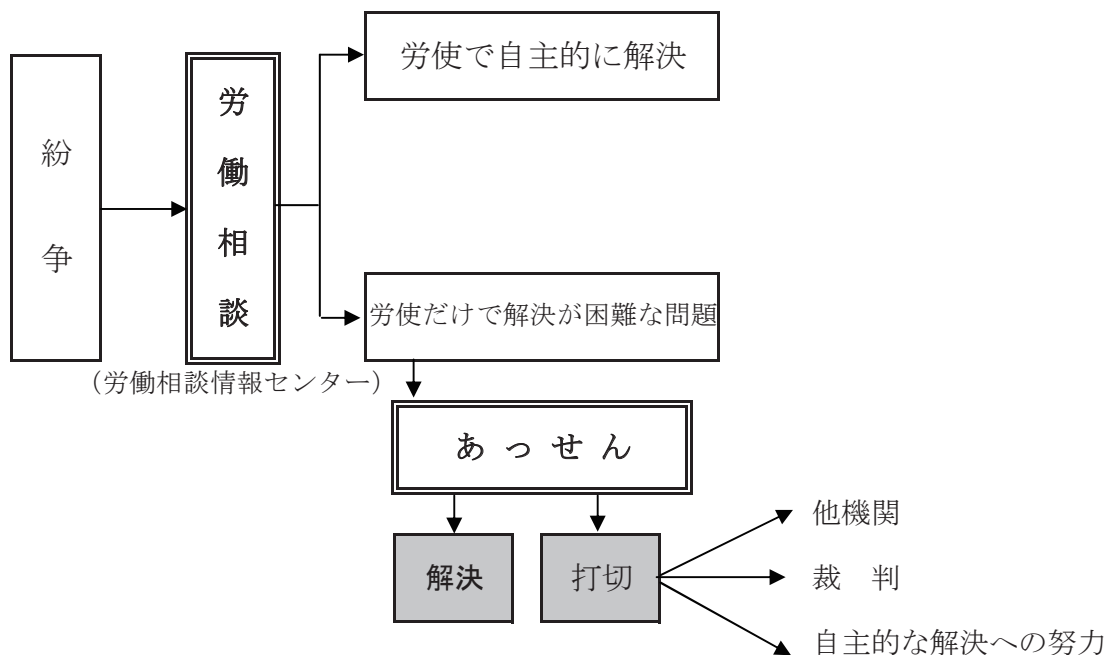 労使で自主的に解決
紛争
労働相談
労使だけで解決が困難な問題
（労働相談情報センター）
あっせん
解決
打切
他機関
裁　判
自主的な解決への努力